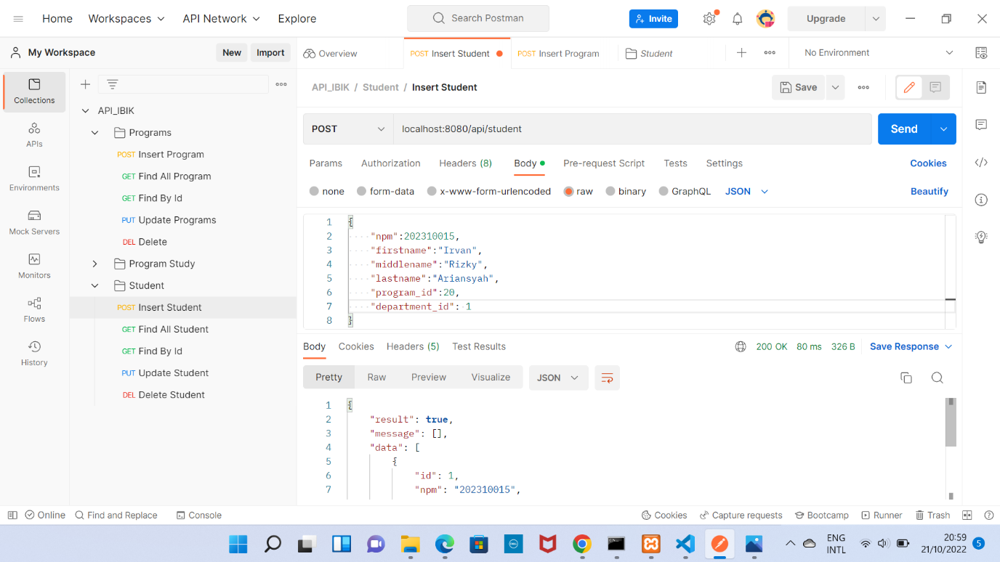 Home Workspaces API Network Explore Search Postman Invite Upgrade
My Workspace New Import Overview POST Insert Student POST Insert Program Student No Environment
Collections
APIs
Environments
Mock Servers
Monitors
Flows
History
API_IBIK
Programs
POST Insert Program
GET Find All Program
GET Find By Id
PUT Update Programs
DEL Delete
Program Study
Student
POST Insert Student
GET Find All Student
GET Find By Id
PUT Update Student
DEL Delete Student
API_IBIK / Student / Insert Student Save
POST localhost:8080/api/student Send
Params Authorization Headers (8) Body Pre-request Script Tests Settings Cookies
none form-data x-www-form-urlencoded raw binary GraphQL JSON Beautify
1 {
2 "npm":202310015,
3 "firstname":"Irvan",
4 "middlename":"Rizky",
5 "lastname":"Ariansyah",
6 "program_id":20,
7 "department_id": 1
8 }
Body Cookies Headers (5) Test Results 200 OK 80 ms 326 B Save Response
Pretty Raw Preview Visualize JSON
1 {
2 "result": true,
3 "message": [],
4 "data": [
5 {
6 "id": 1,
7 "npm": "202310015",
Online Find and Replace Console Cookies Capture requests Bootcamp Runner Trash
ENG
INTL
20:59
21/10/2022
5